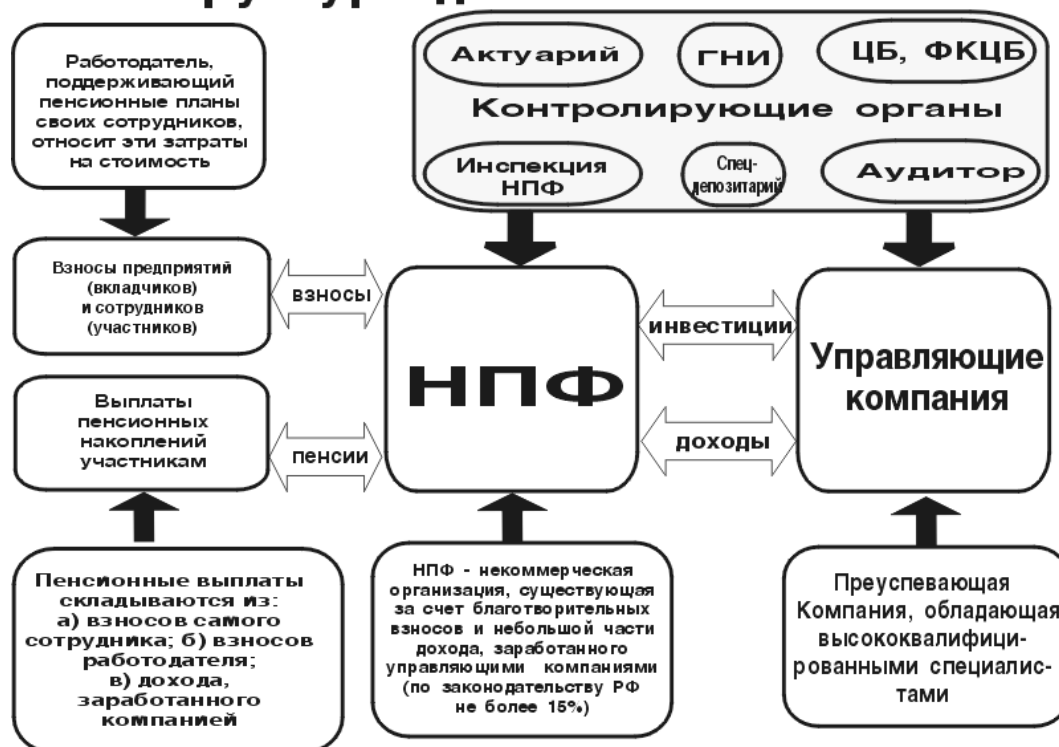 Работодатель,
поддерживающий
пенсионные планы
своих сотрудников,
относит эти затраты
на стоимость
Актуарий
ГНИ
ЦБ, ФКЦБ
Контролирующие органы
Инспекция
НПФ
Спец-
депозитарий
Аудитор
Взносы предприятий
(вкладчиков)
и сотрудников
(участников)
взносы
НПФ
инвестиции
Управляющие
компания
Выплаты
пенсионных
накоплений
участникам
пенсии
доходы
Пенсионные выплаты
складываются из:
а) взносов самого
сотрудника; б) взносов
работодателя;
в) дохода,
заработанного
компанией
НПФ - некоммерческая
организация, существующая
за счет благотворительных
взносов и небольшой части
дохода, заработанного
управляющими компаниями
(по законодательству РФ
не более 15%)
Преуспевающая
Компания, обладающая
высококвалифици-
рованными специалис-
тами